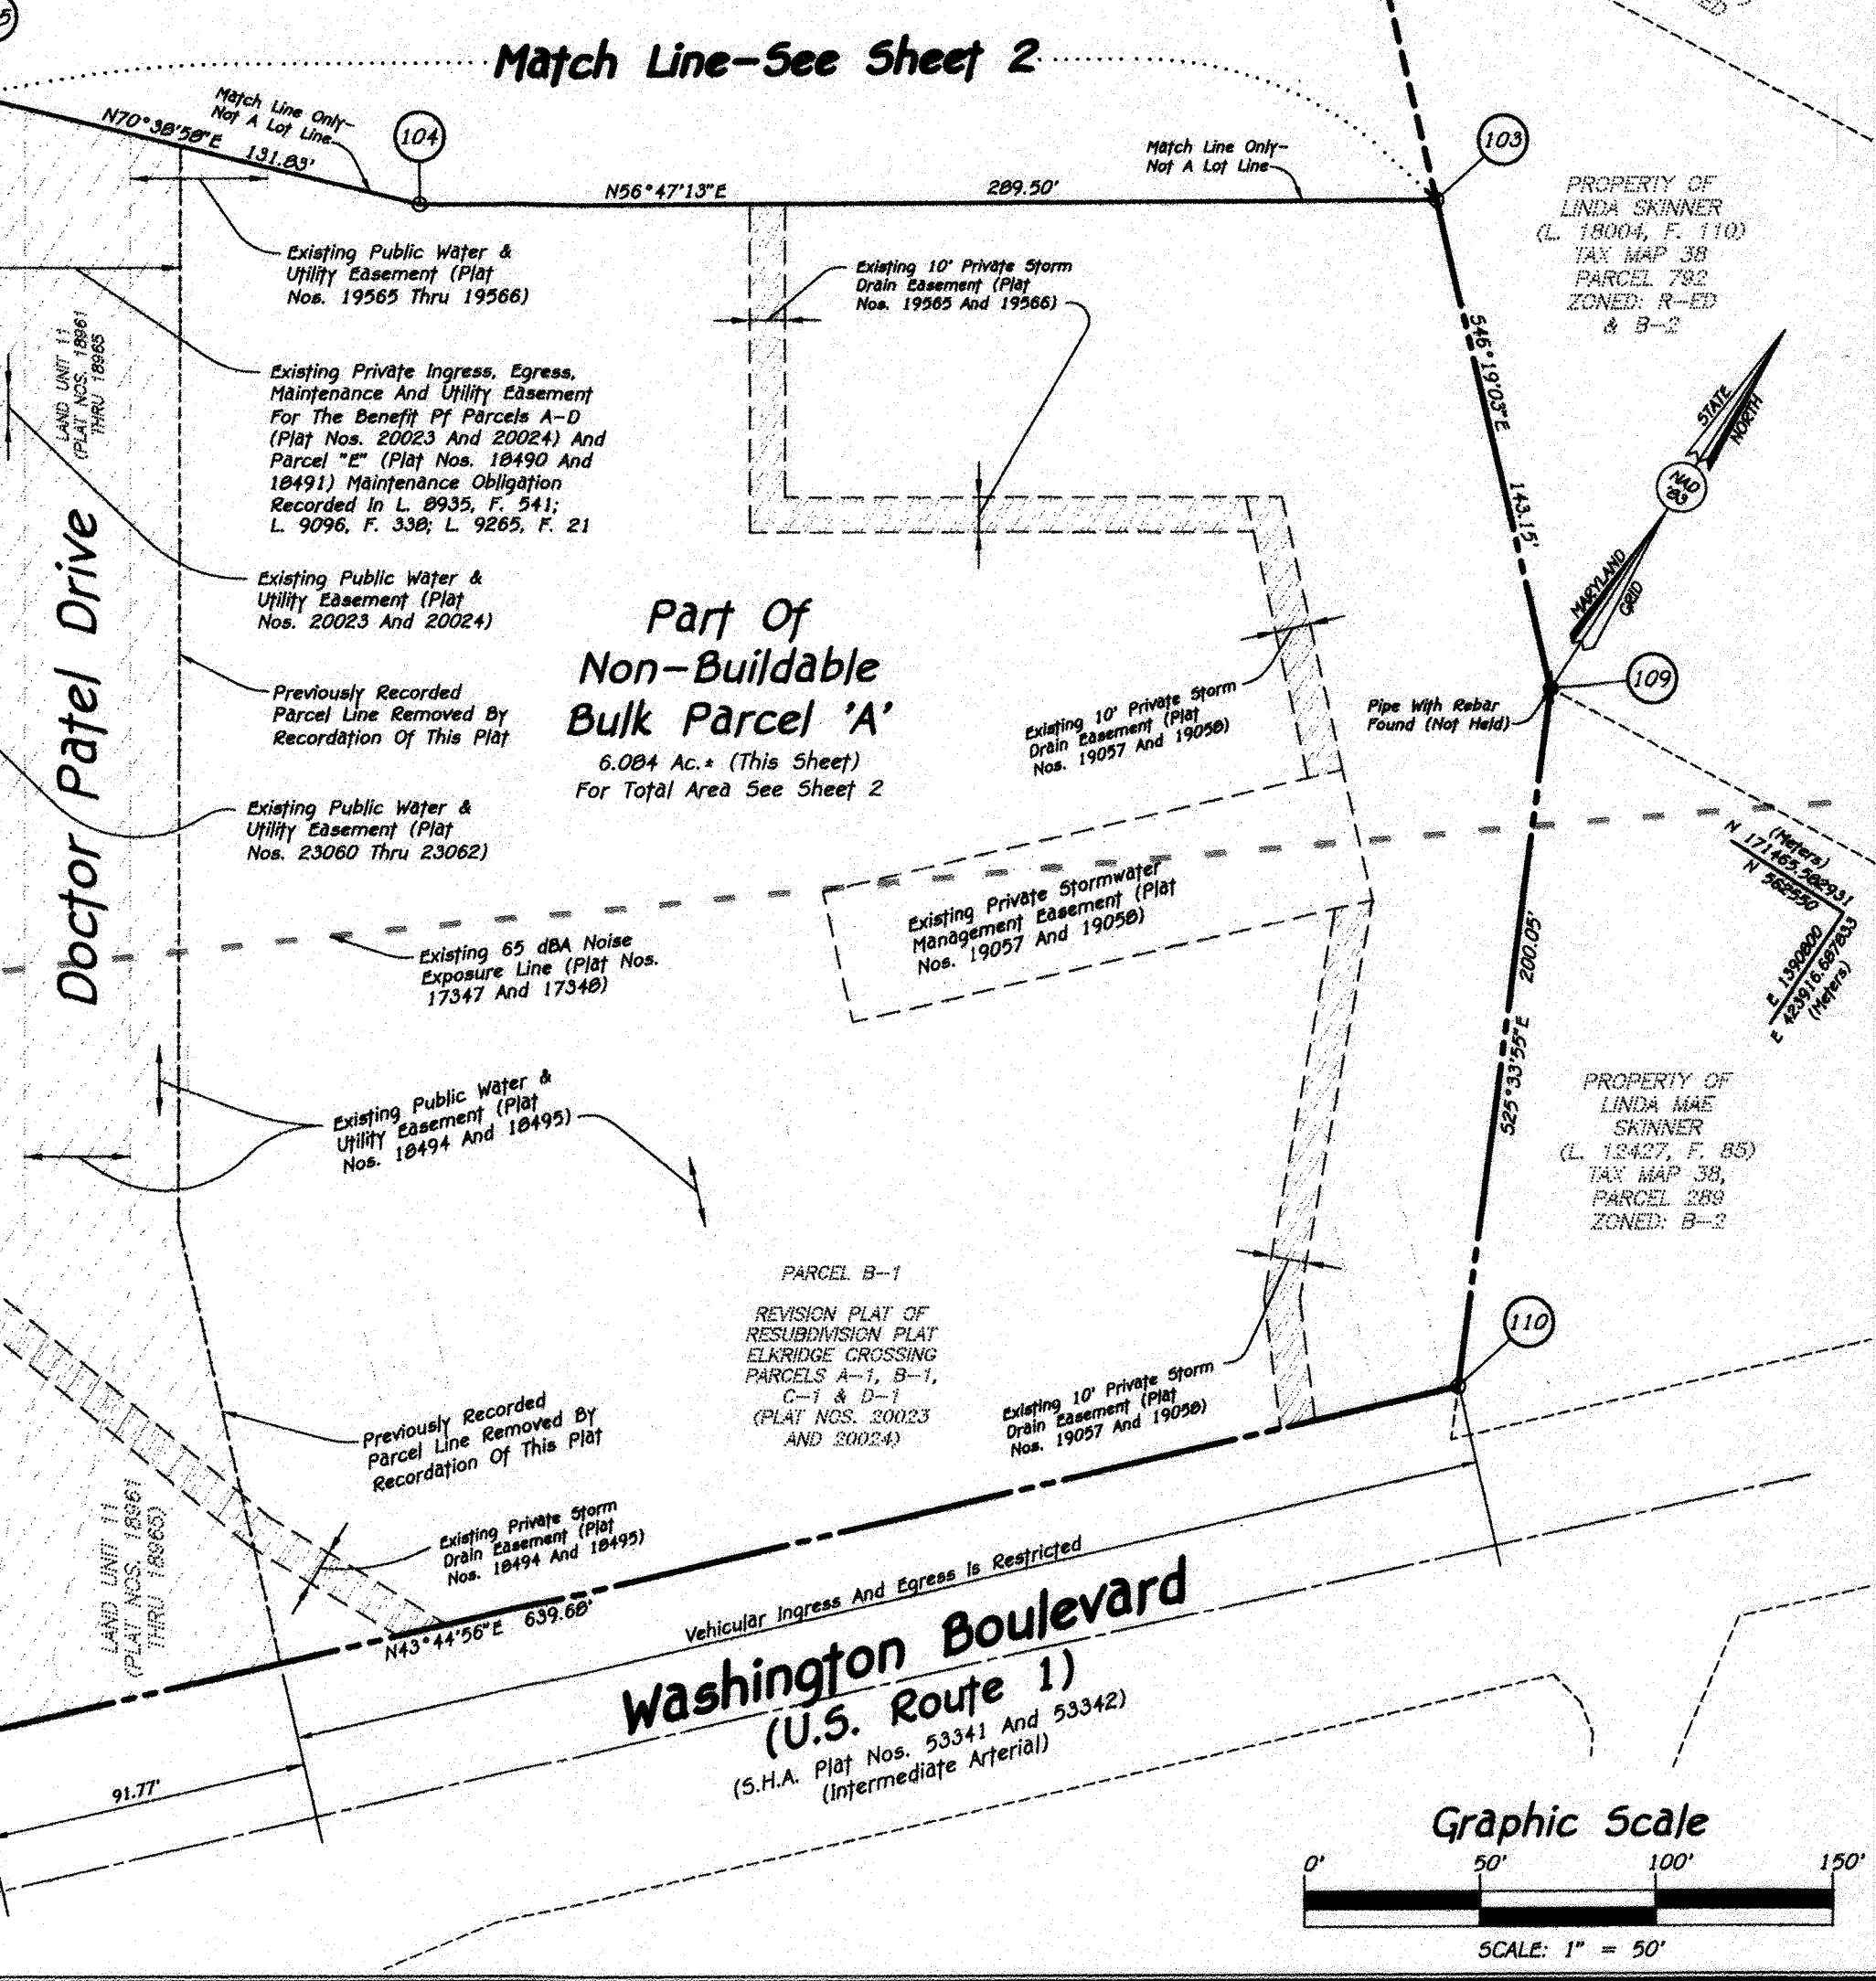 Match Line-See Sheet 2
Match Line Only-
Not A Lot Line
N70°38'58"E
131.83'
104
N56°47'13"E
289.50'
Match Line Only-
Not A Lot Line
103
PROPERTY OF
LINDA SKINNER
(L. 18004, F. 110)
TAX MAP 38
PARCEL 792
ZONED: R-ED
& B-2
Existing Public Water &
Utility Easement (Plat
Nos. 19565 Thru 19566)
Existing 10' Private Storm
Drain Easement (Plat
Nos. 19565 And 19566)
LAND UNIT 11
(PLAT NOS. 18961
THRU 18965
Existing Private Ingress, Egress,
Maintenance And Utility Easement
For The Benefit Pf Parcels A-D
(Plat Nos. 20023 And 20024) And
Parcel "E" (Plat Nos. 18490 And
18491) Maintenance Obligation
Recorded In L. 8935, F. 541;
L. 9096, F. 338; L. 9265, F. 21
S46°19'03"E
143.15'
STATE
NORTH
NAD
'83
MARYLAND
GRID
Doctor Patel Drive
Existing Public Water &
Utility Easement (Plat
Nos. 20023 And 20024)
Part Of
Non-Buildable
Bulk Parcel 'A'
6.084 Ac.± (This Sheet)
For Total Area See Sheet 2
Previously Recorded
Parcel Line Removed By
Recordation Of This Plat
Existing 10' Private Storm
Drain Easement (Plat
Nos. 19057 And 19058)
Pipe With Rebar
Found (Not Held)
109
Existing Public Water &
Utility Easement (Plat
Nos. 23060 Thru 23062)
(Meters)
N 171465.582931
N 562550
E 1390800
E 423916.687833
(Meters)
Existing Private Stormwater
Management Easement (Plat
Nos. 19057 And 19058)
Existing 65 dBA Noise
Exposure Line (Plat Nos.
17347 And 17348)
S25°33'55"E
200.05'
Existing Public Water &
Utility Easement (Plat
Nos. 18494 And 18495)
PROPERTY OF
LINDA MAE
SKINNER
(L. 12427, F. 85)
TAX MAP 38,
PARCEL 289
ZONED: B-2
PARCEL B-1
REVISION PLAT OF
RESUBDIVISION PLAT
ELKRIDGE CROSSING
PARCELS A-1, B-1,
C-1 & D-1
(PLAT NOS. 20023
AND 20024)
110
Existing 10' Private Storm
Drain Easement (Plat
Nos. 19057 And 19058)
Previously Recorded
Parcel Line Removed By
Recordation Of This Plat
LAND UNIT 11
(PLAT NOS. 18961
THRU 18965)
Existing Private Storm
Drain Easement (Plat
Nos. 18494 And 18495)
N43°44'56"E
639.68'
Vehicular Ingress And Egress Is Restricted
Washington Boulevard
(U.S. Route 1)
(S.H.A. Plat Nos. 53341 And 53342)
(Intermediate Arterial)
91.77'
Graphic Scale
0' 50' 100' 150'
SCALE: 1" = 50'